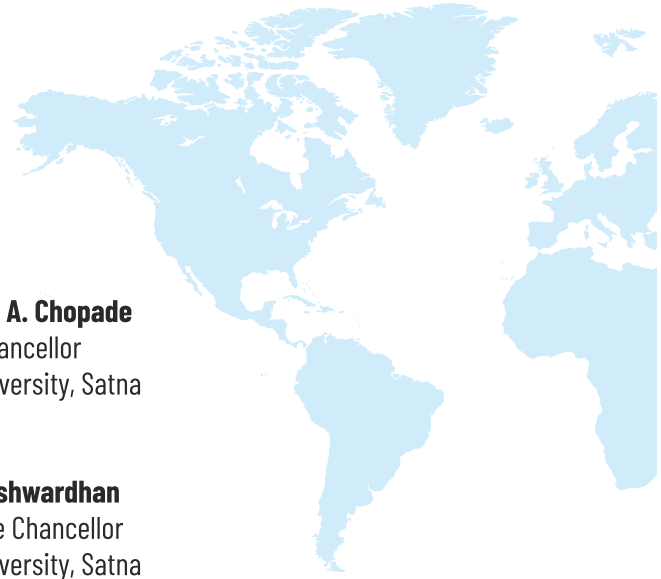 A. Chopade
ancellor
versity, Satna
shwardhan
e Chancellor
versity, Satna